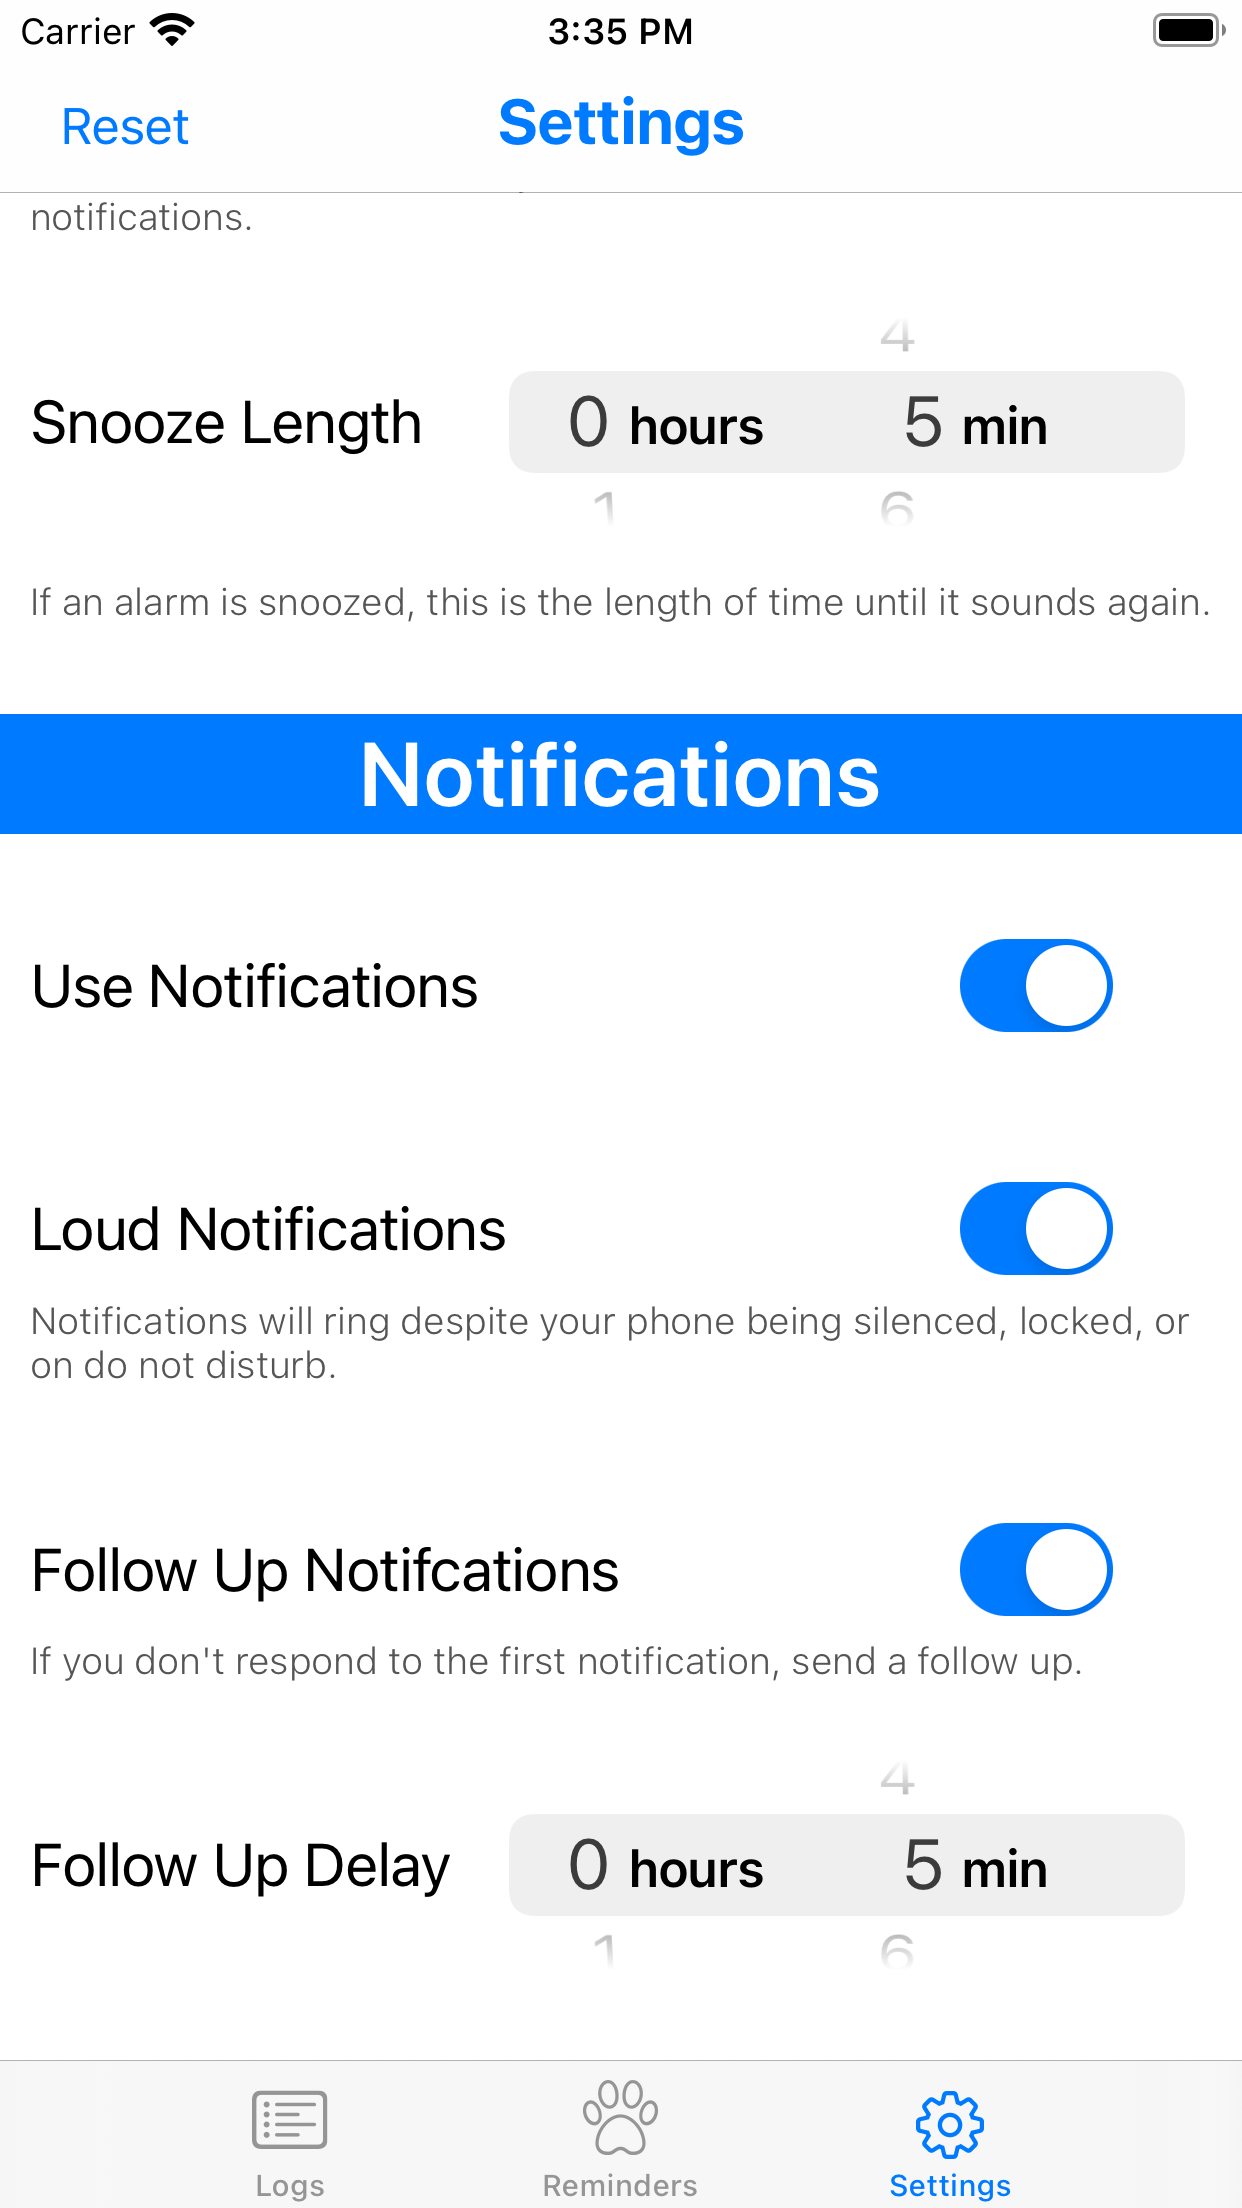 Carrier 3:35 PM
Reset Settings
notifications.
4
Snooze Length 0 hours 5 min
1 6
If an alarm is snoozed, this is the length of time until it sounds again.
Notifications
Use Notifications
Loud Notifications
Notifications will ring despite your phone being silenced, locked, or
on do not disturb.
Follow Up Notifcations
If you don't respond to the first notification, send a follow up.
4
Follow Up Delay 0 hours 5 min
1 6
Logs Reminders Settings